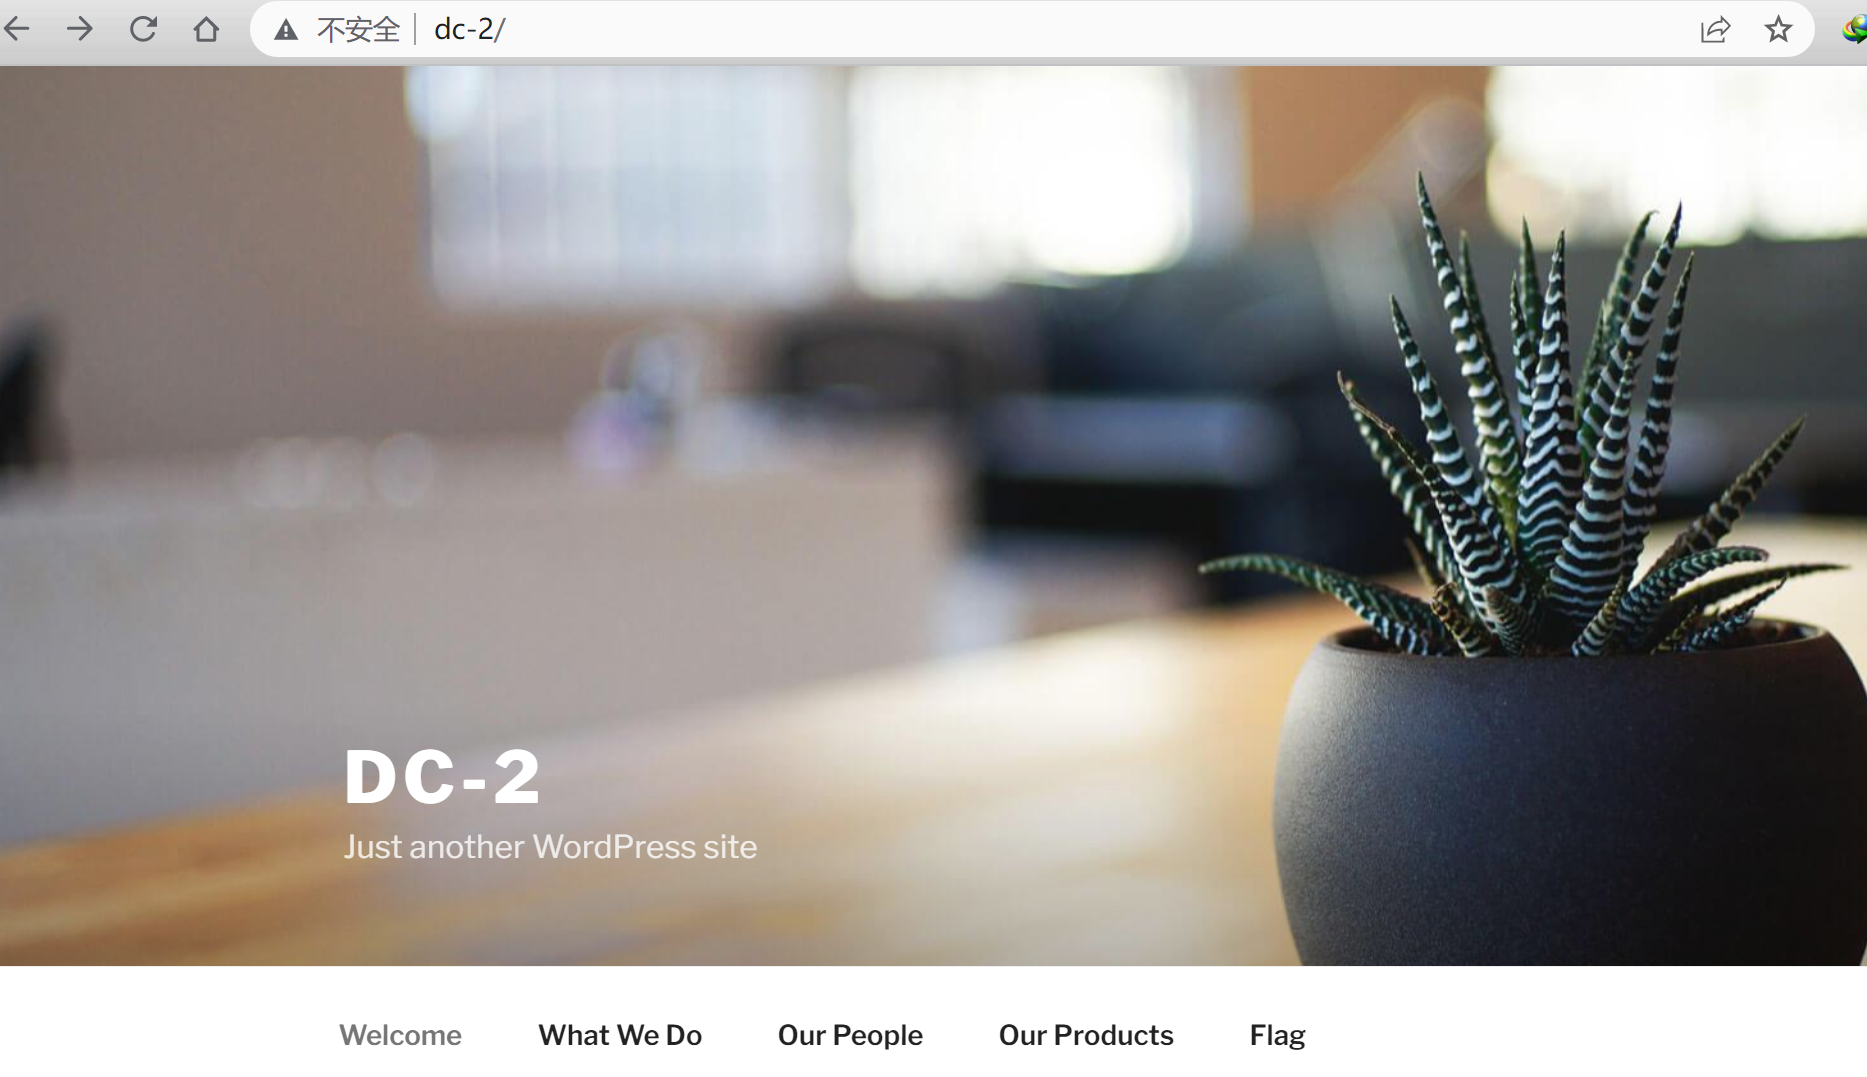 不安全 dc-2/
DC-2
Just another WordPress site
Welcome What We Do Our People Our Products Flag